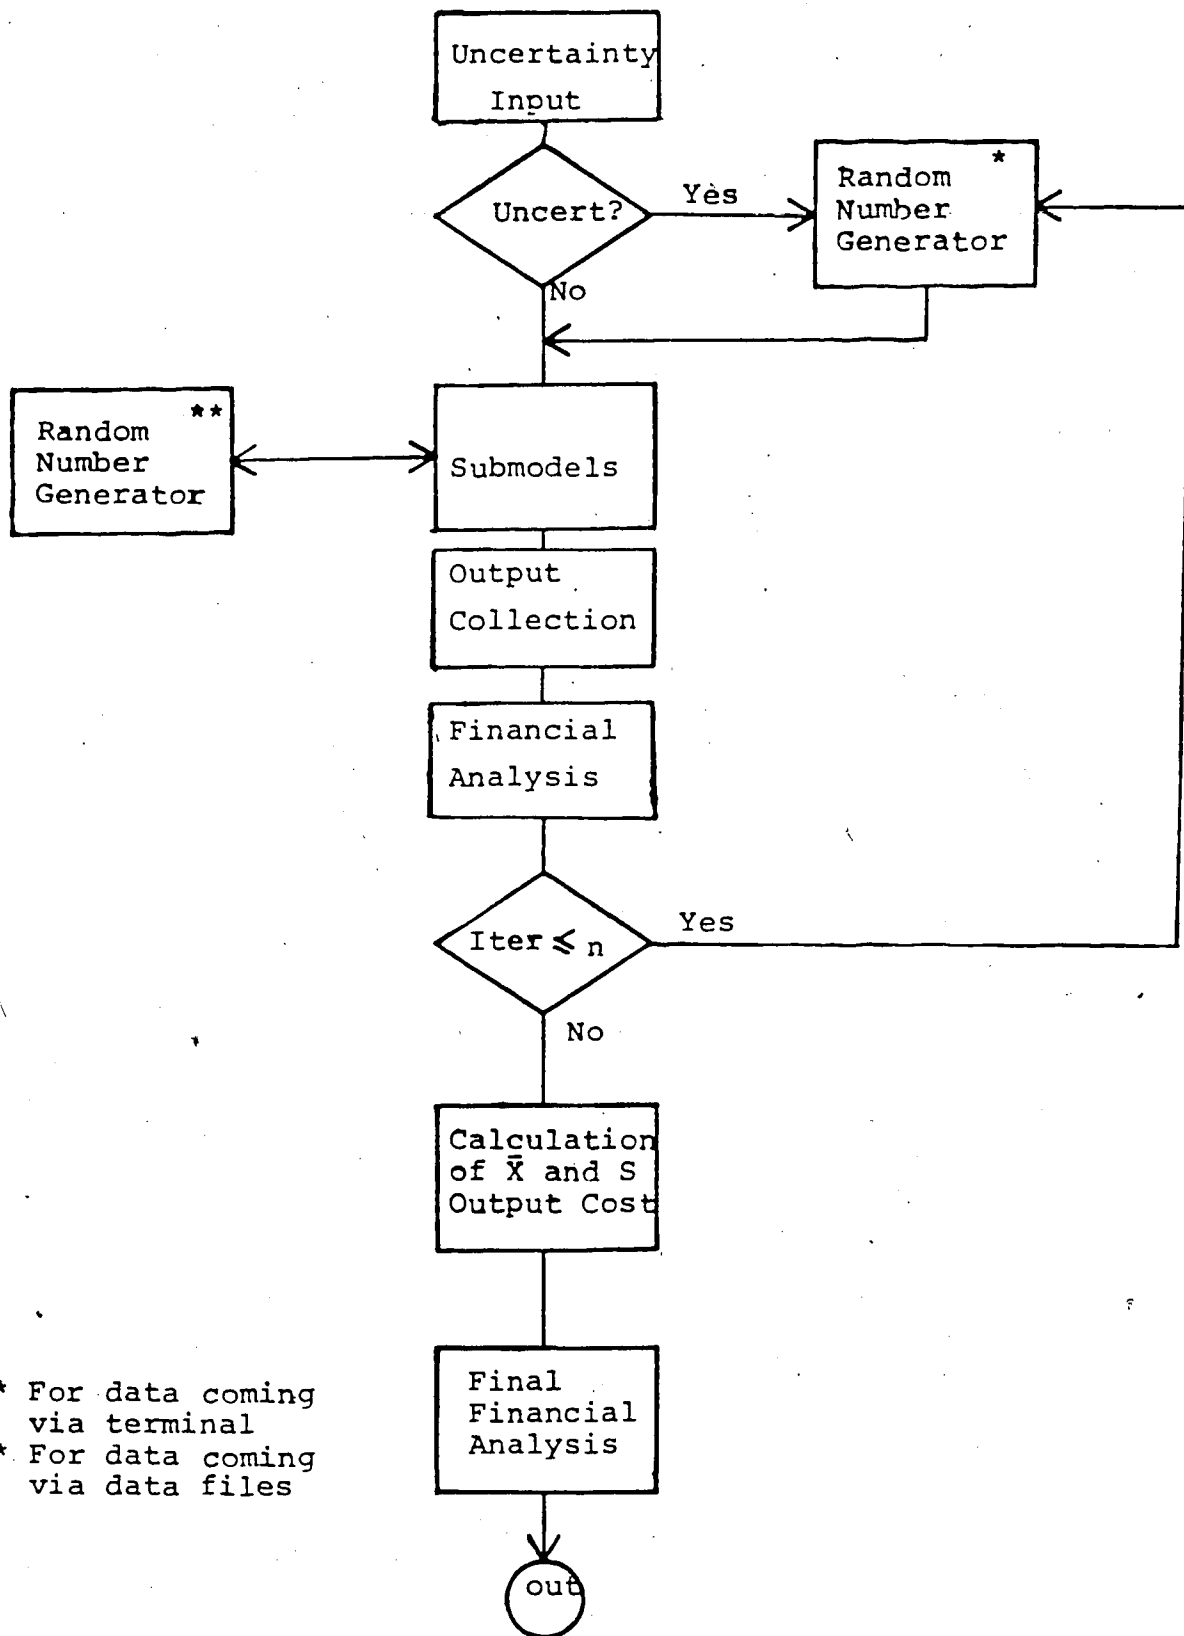 Uncertainty
Input
Uncert?
Yes
*
Random
Number
Generator
No
**
Random
Number
Generator
Submodels
Output
Collection
Financial
Analysis
Iter ≤ n
Yes
No
Calculation
of X̄ and S
Output Cost
Final
Financial
Analysis
* For data coming
via terminal
* For data coming
via data files
out